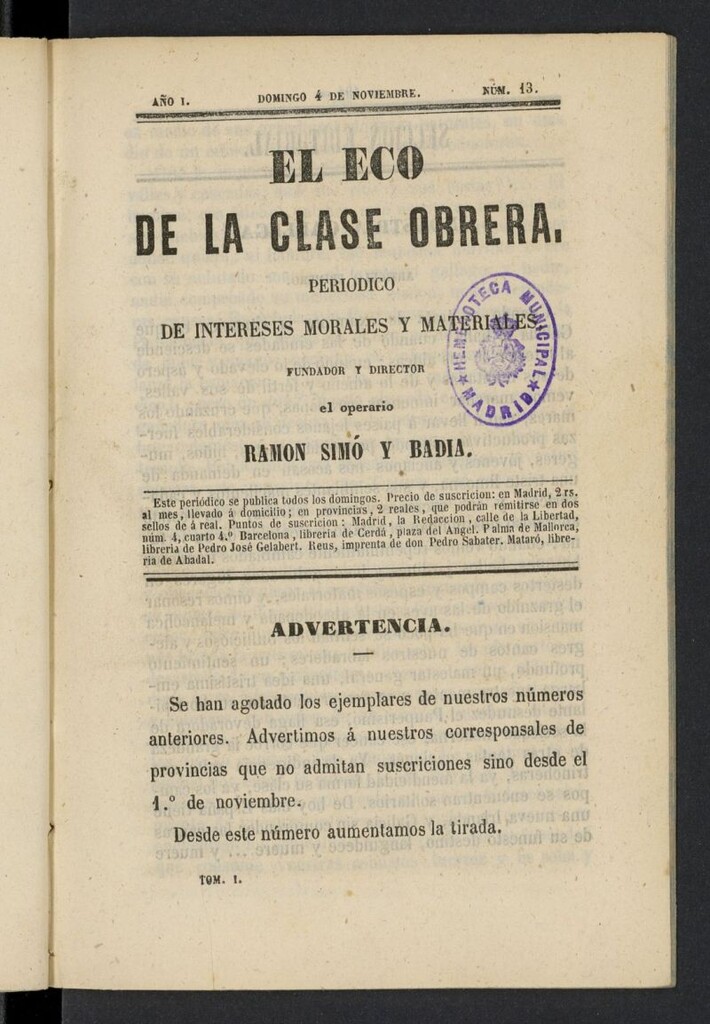 AÑO I. DOMINGO 4 DE NOVIEMBRE. NÚM. 13.
EL ECO
DE LA CLASE OBRERA.
PERIODICO
DE INTERESES MORALES Y MATERIALES
FUNDADOR Y DIRECTOR
el operario
RAMON SIMÓ Y BADIA.
HEMEROTECA MUNICIPAL
★ MADRID ★
Este periódico se publica todos los domingos. Precio de suscricion: en Madrid, 2 rs.
al mes, llevado á domicilio; en provincias, 2 reales, que podrán remitirse en dos
sellos de á real. Puntos de suscricion: Madrid, la Redaccion, calle de la Libertad,
núm. 4, cuarto 4.º Barcelona, libreria de Cerdá, plaza del Angel. Palma de Mallorca,
libreria de Pedro José Gelabert. Reus, imprenta de don Pedro Sabater. Mataró, libre-
ria de Abadal.
ADVERTENCIA.
Se han agotado los ejemplares de nuestros números
anteriores. Advertimos á nuestros corresponsales de
provincias que no admitan suscriciones sino desde el
1.º de noviembre.
Desde este número aumentamos la tirada.
TOM. I.